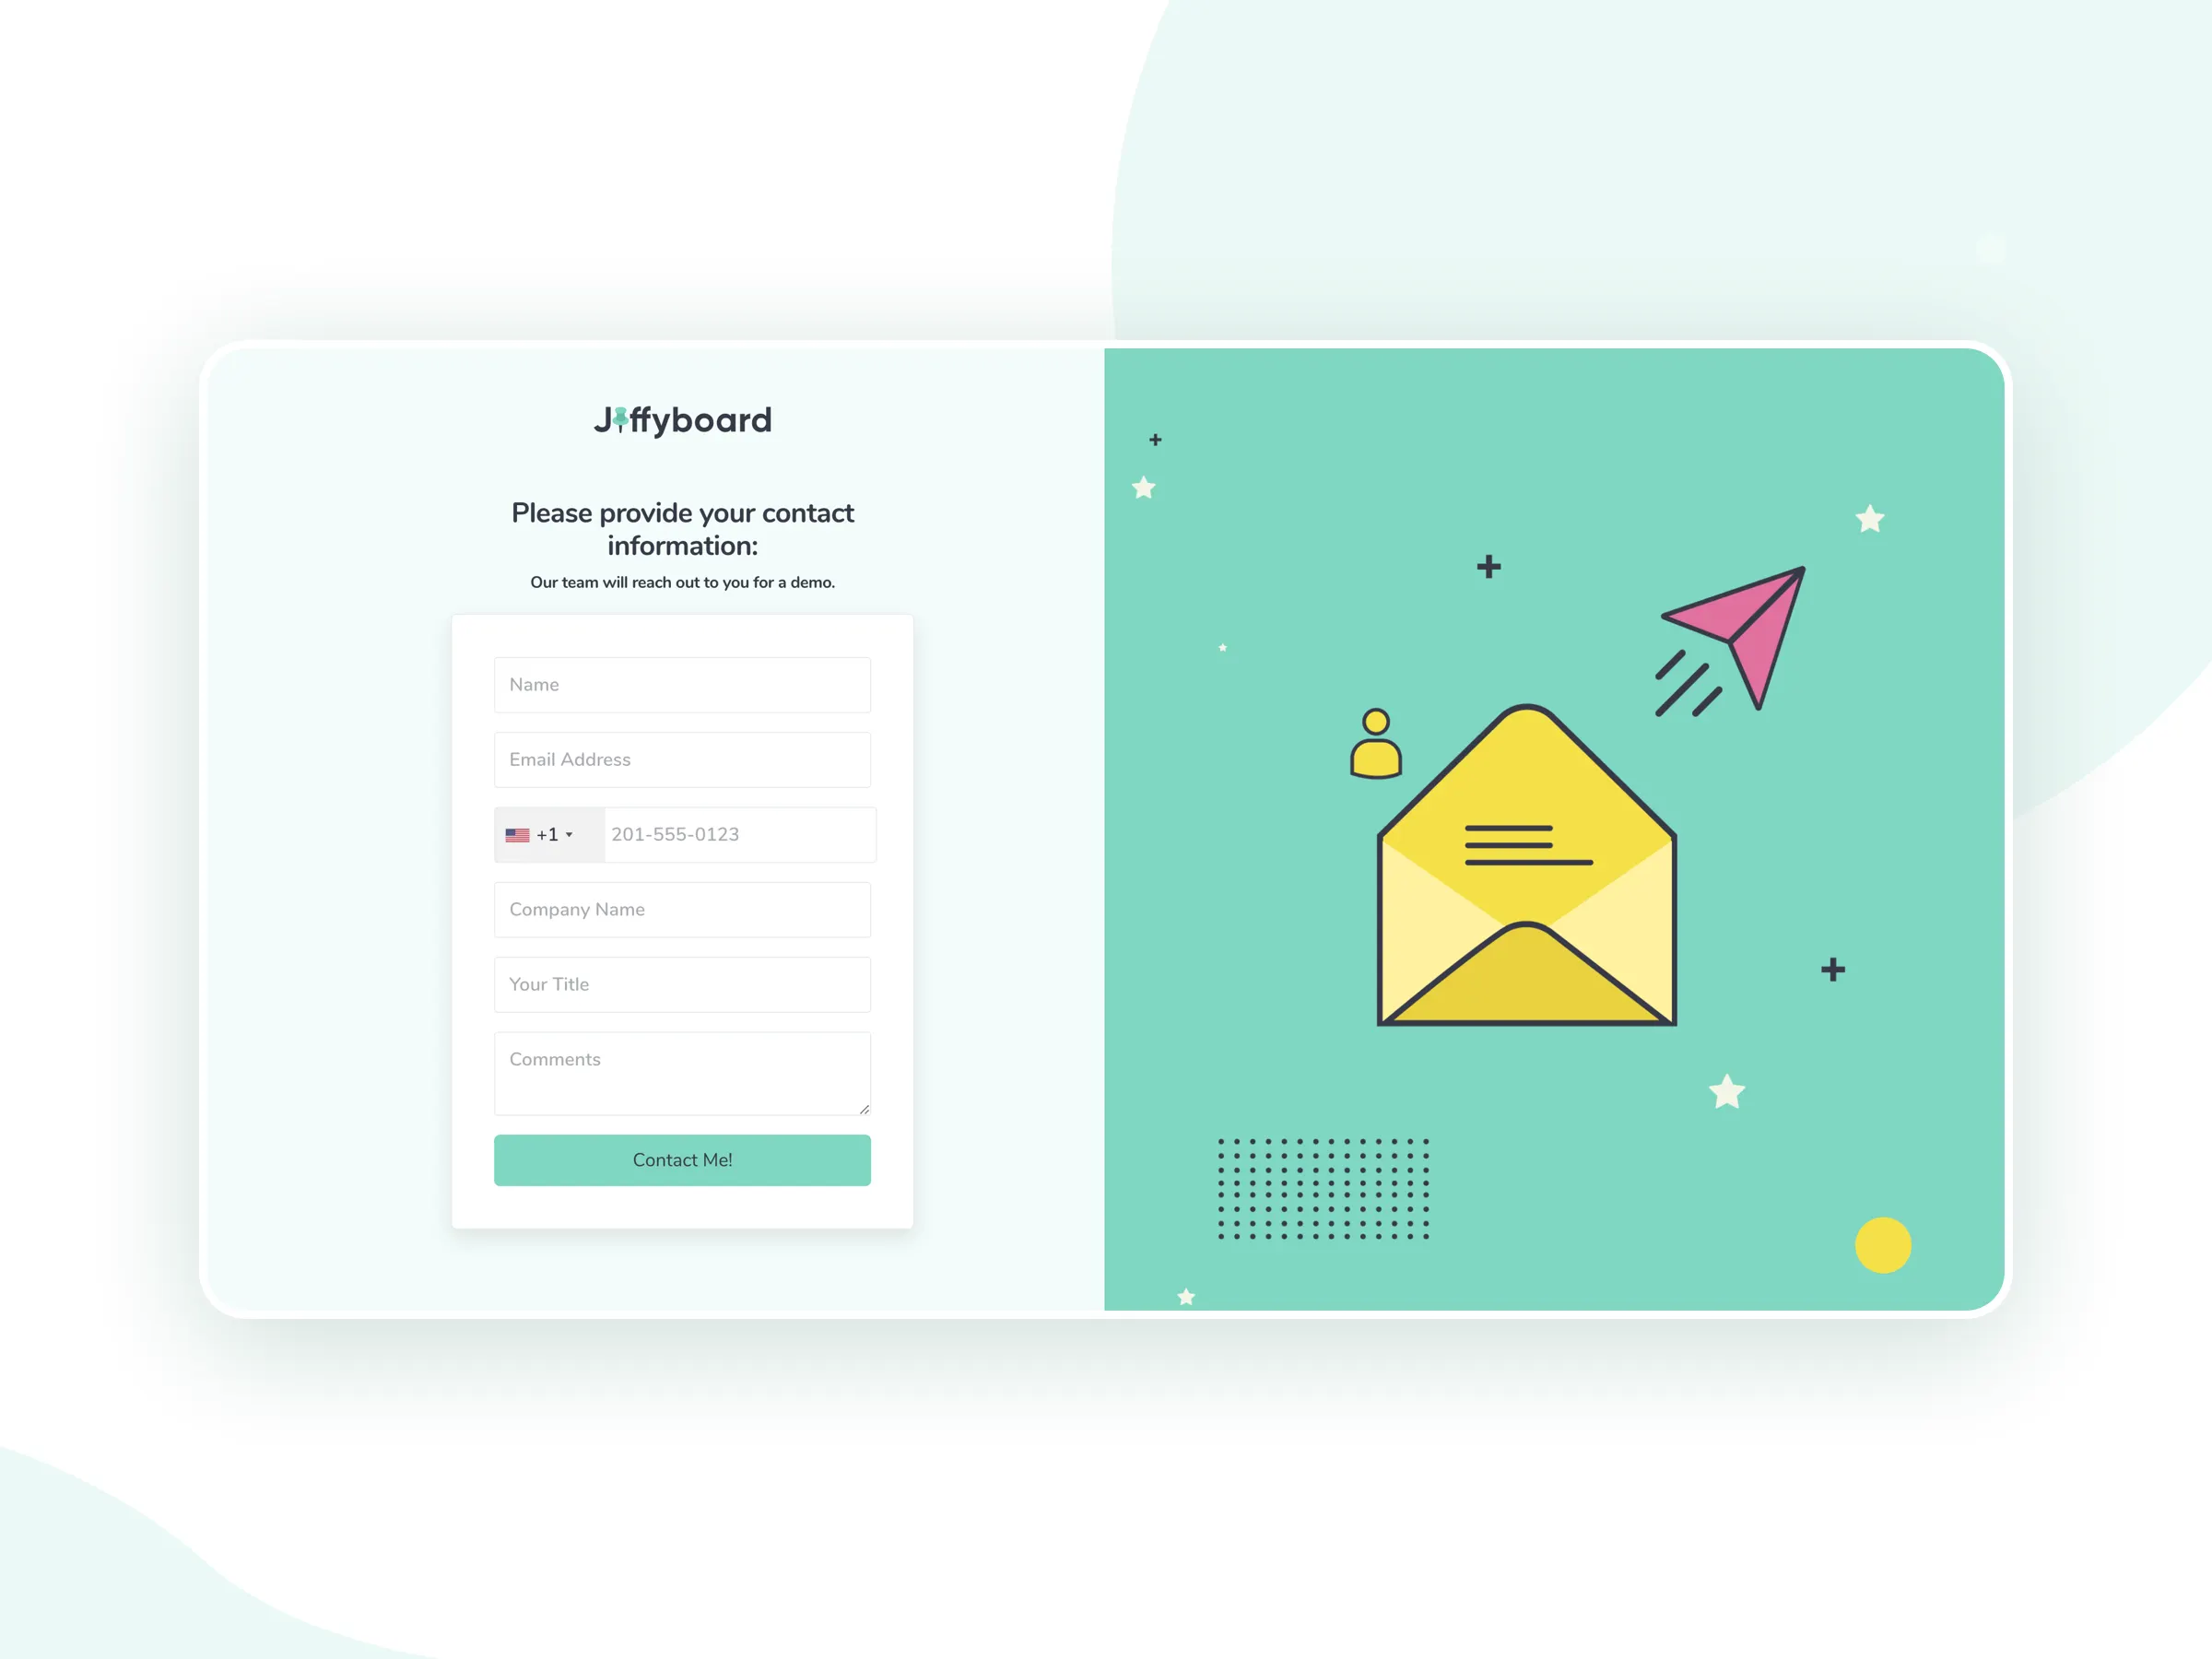 Jiffyboard
Please provide your contact
information:
Our team will reach out to you for a demo.
Name
Email Address
+1 201-555-0123
Company Name
Your Title
Comments
Contact Me!